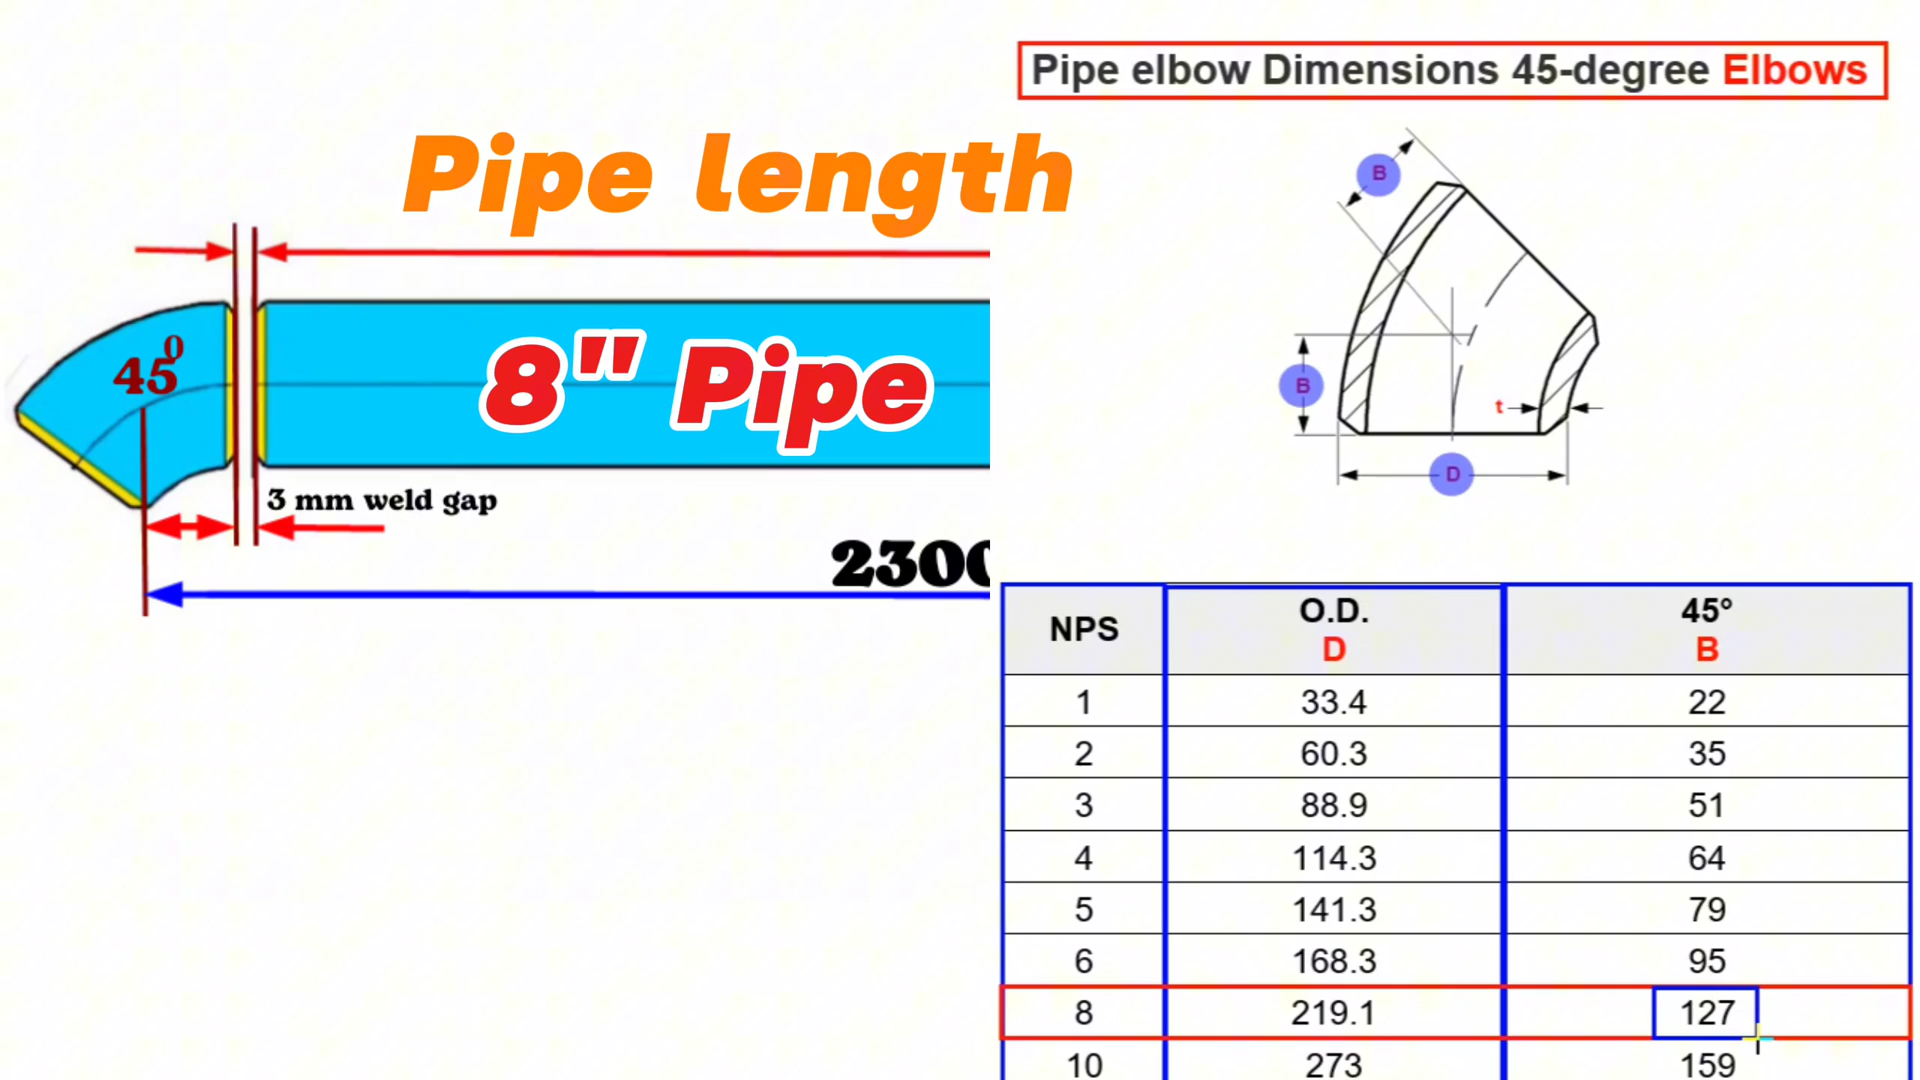 Pipe elbow Dimensions 45-degree Elbows
Pipe length
45⁰
8" Pipe
3 mm weld gap
2300
B
B
t
D
NPS O.D. D 45° B
1 33.4 22
2 60.3 35
3 88.9 51
4 114.3 64
5 141.3 79
6 168.3 95
8 219.1 127
10 273 159